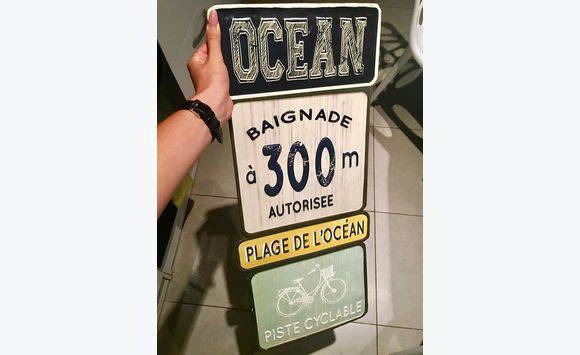 OCEAN
BAIGNADE
à 300 m
AUTORISEE
PLAGE DE L'OCÉAN
PISTE CYCLABLE